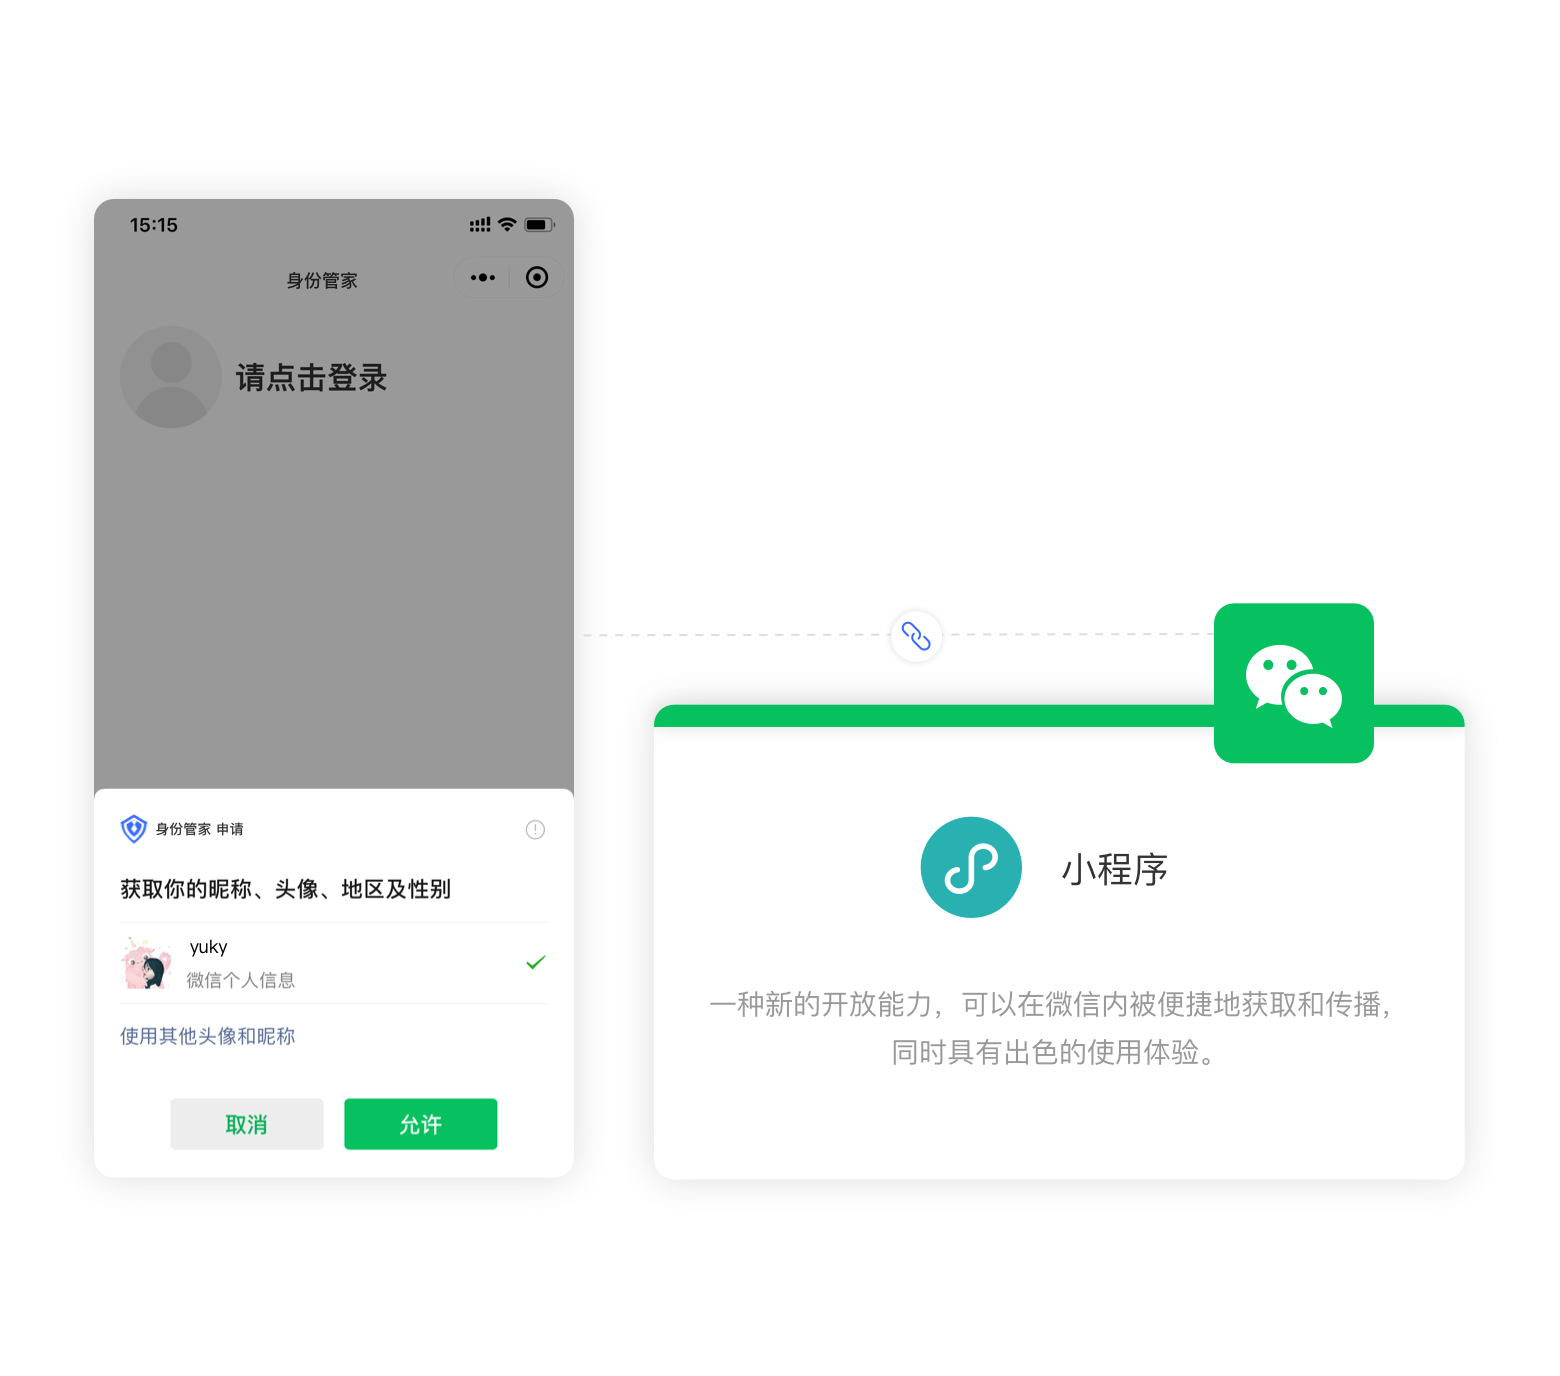 15:15
身份管家
请点击登录
身份管家 申请
获取你的昵称、头像、地区及性别
yuky
微信个人信息
使用其他头像和昵称
取消
允许
小程序
一种新的开放能力，可以在微信内被便捷地获取和传播，
同时具有出色的使用体验。